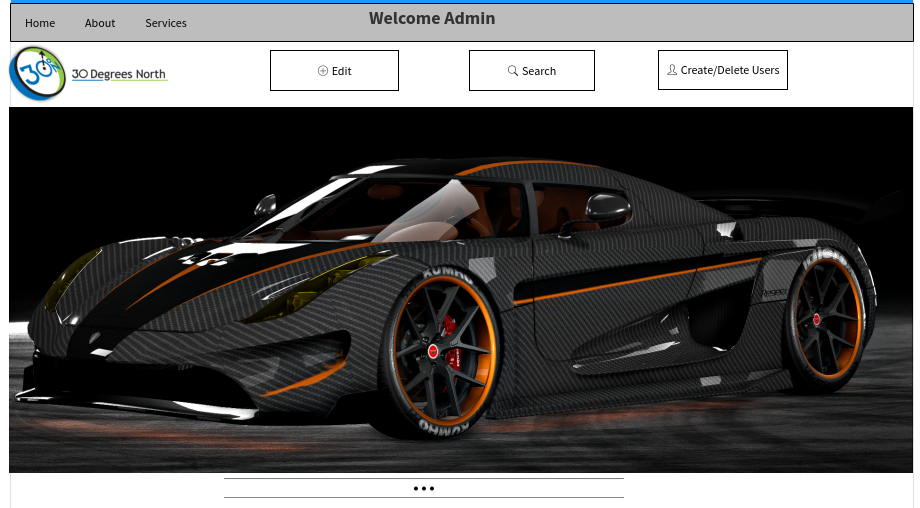 Home About Services
Welcome Admin
30 Degrees North
Edit
Search
Create/Delete Users
KUMHO
KUMHO